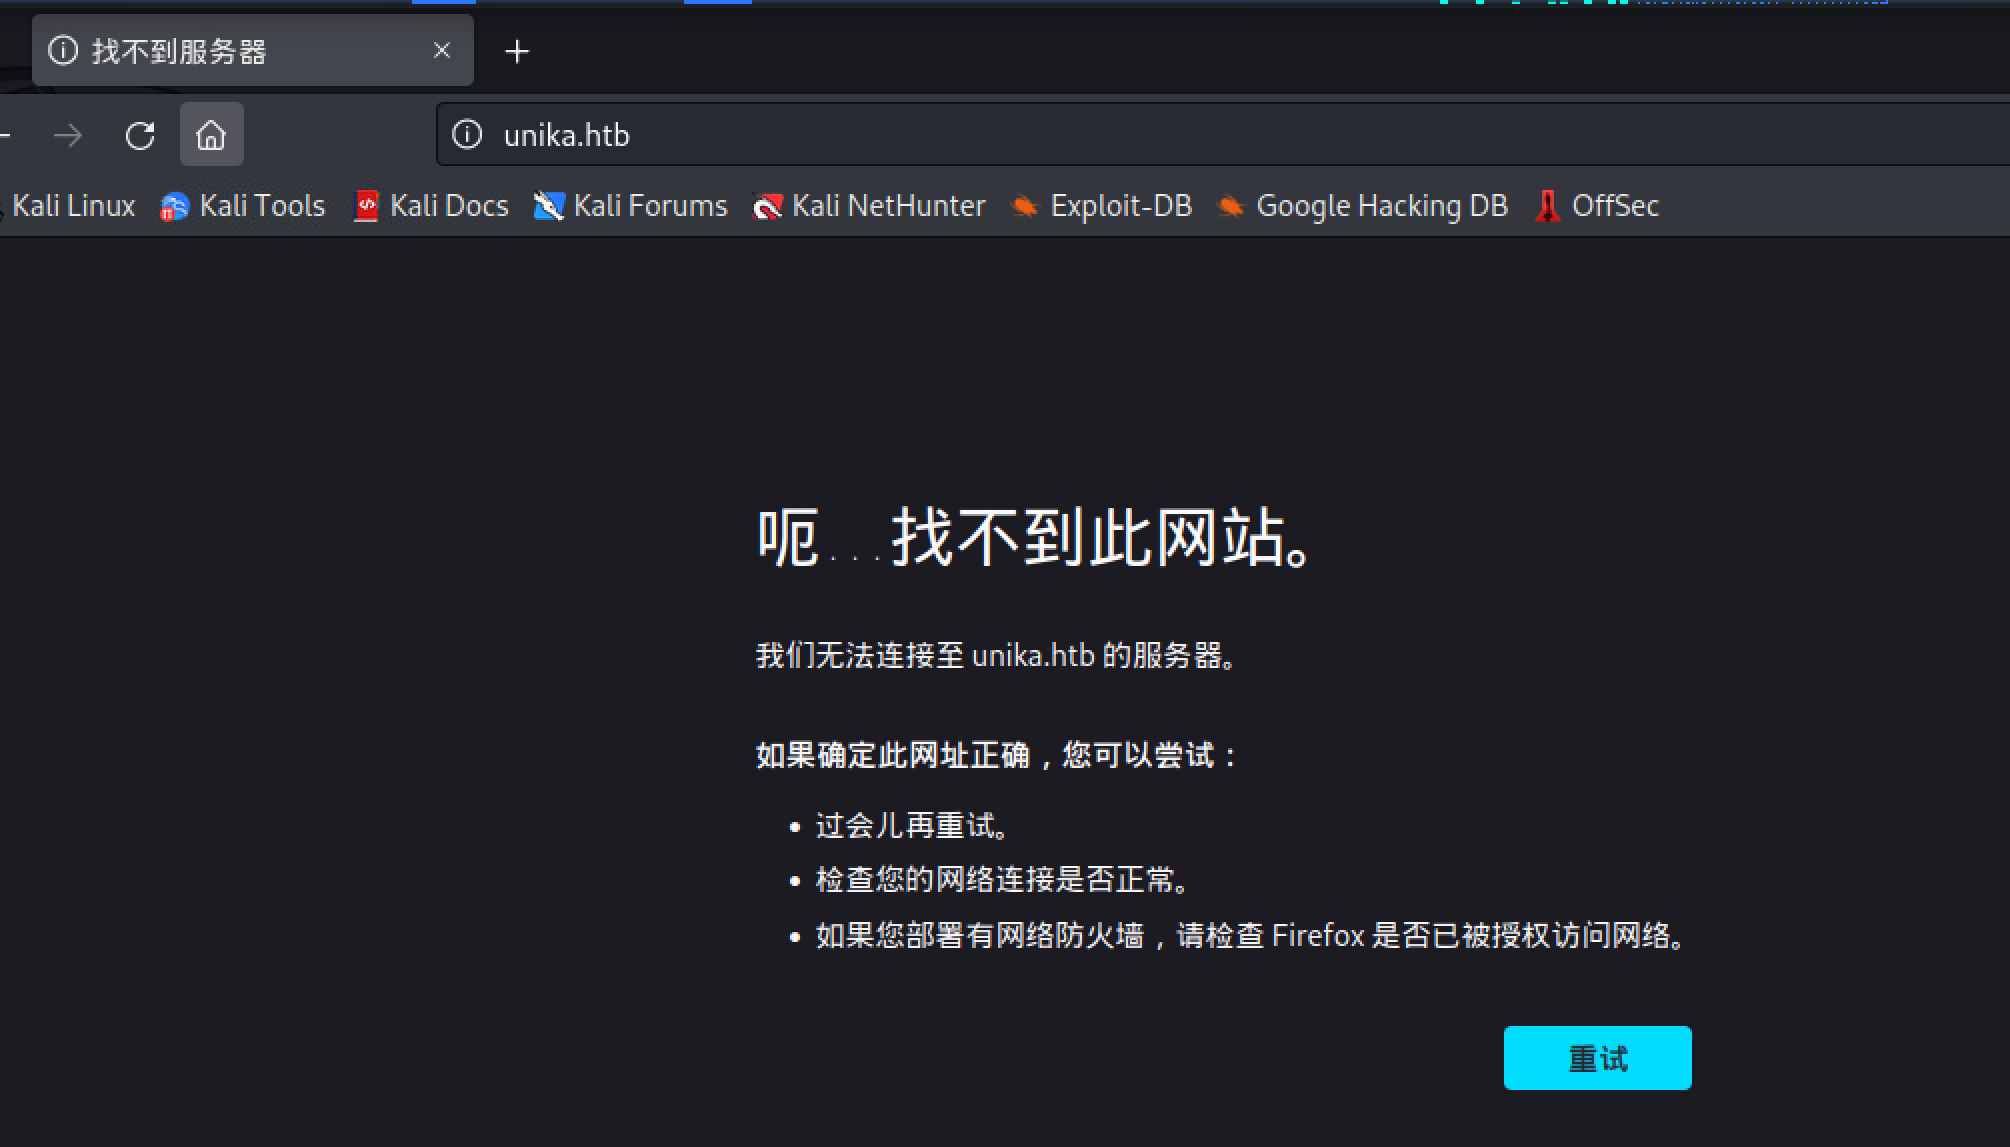 找不到服务器
unika.htb
Kali Linux Kali Tools Kali Docs Kali Forums Kali NetHunter Exploit-DB Google Hacking DB OffSec
呃...找不到此网站。
我们无法连接至 unika.htb 的服务器。
如果确定此网址正确，您可以尝试：
• 过会儿再重试。
• 检查您的网络连接是否正常。
• 如果您部署有网络防火墙，请检查 Firefox 是否已被授权访问网络。
重试